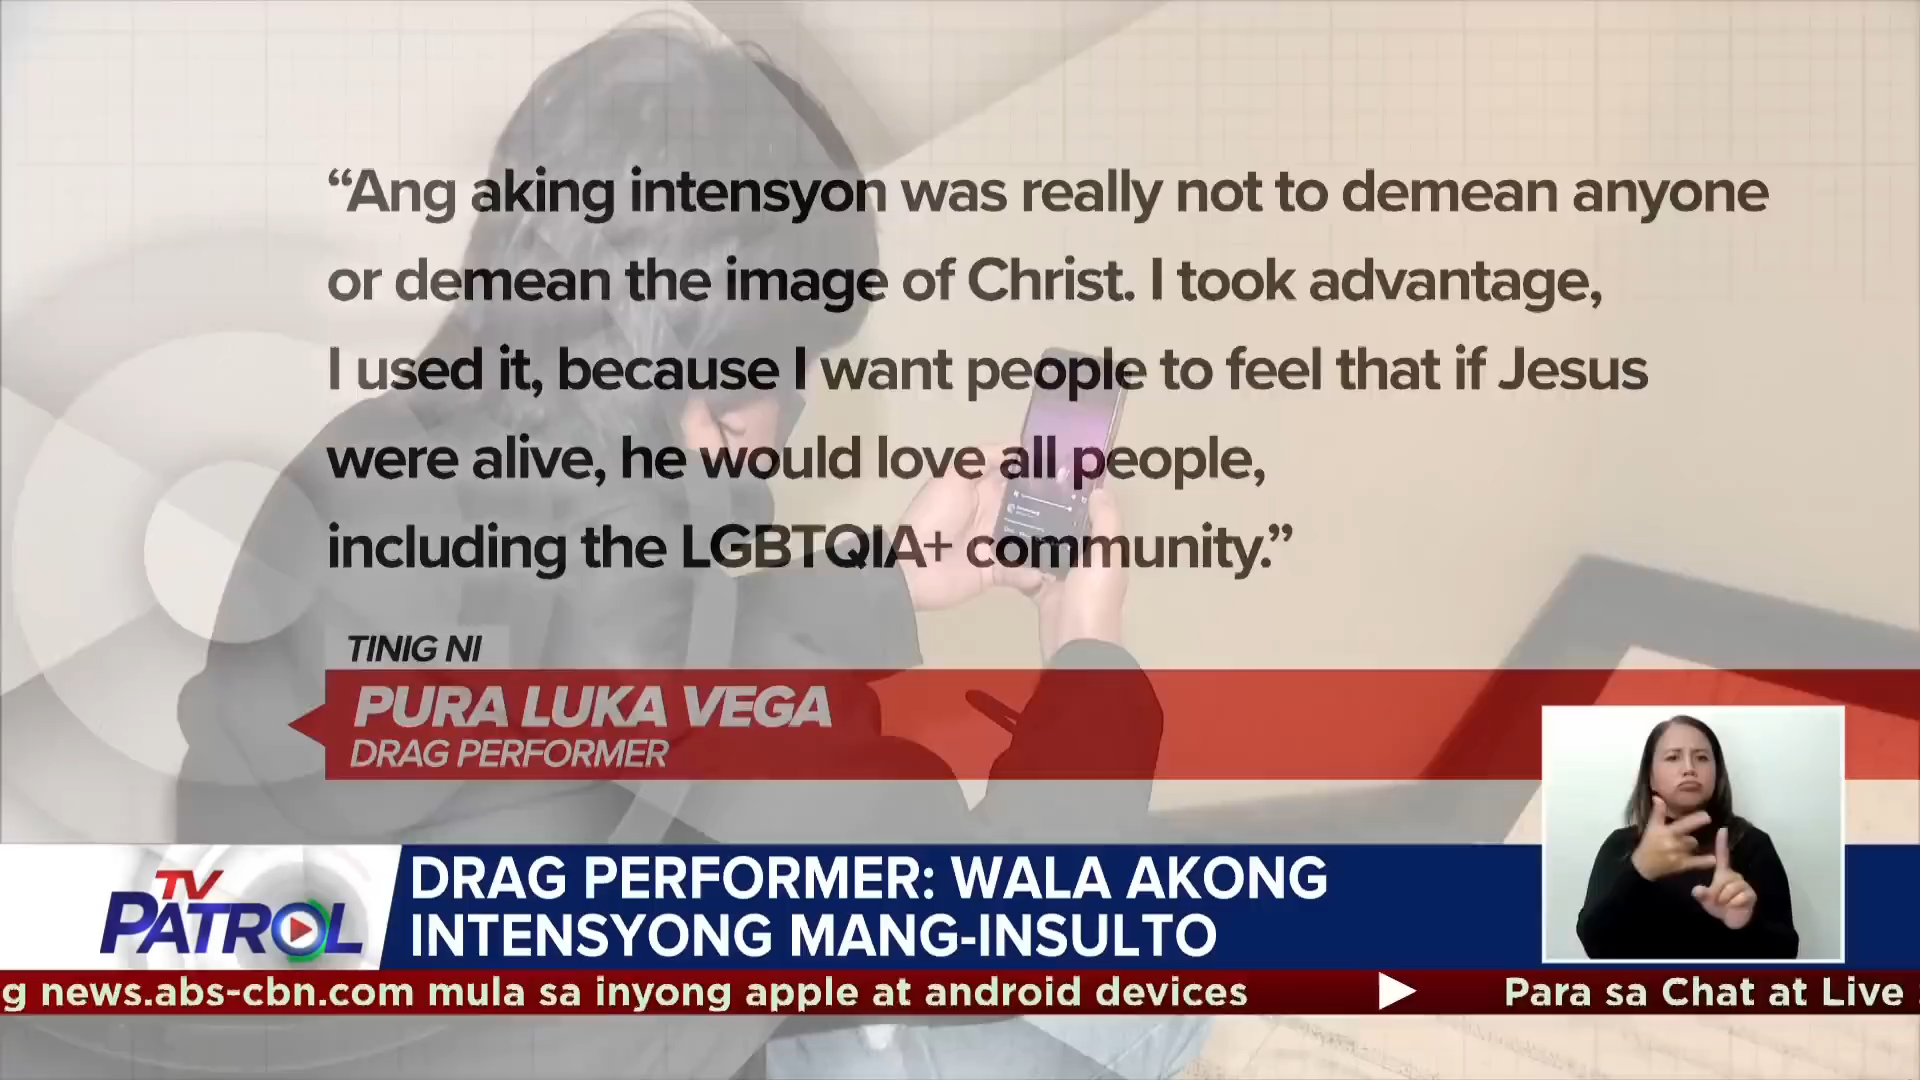 “Ang aking intensyon was really not to demean anyone
or demean the image of Christ. I took advantage,
I used it, because I want people to feel that if Jesus
were alive, he would love all people,
including the LGBTQIA+ community.”
TINIG NI
PURA LUKA VEGA
DRAG PERFORMER
TV PATROL
DRAG PERFORMER: WALA AKONG
INTENSYONG MANG-INSULTO
g news.abs-cbn.com mula sa inyong apple at android devices
Para sa Chat at Live